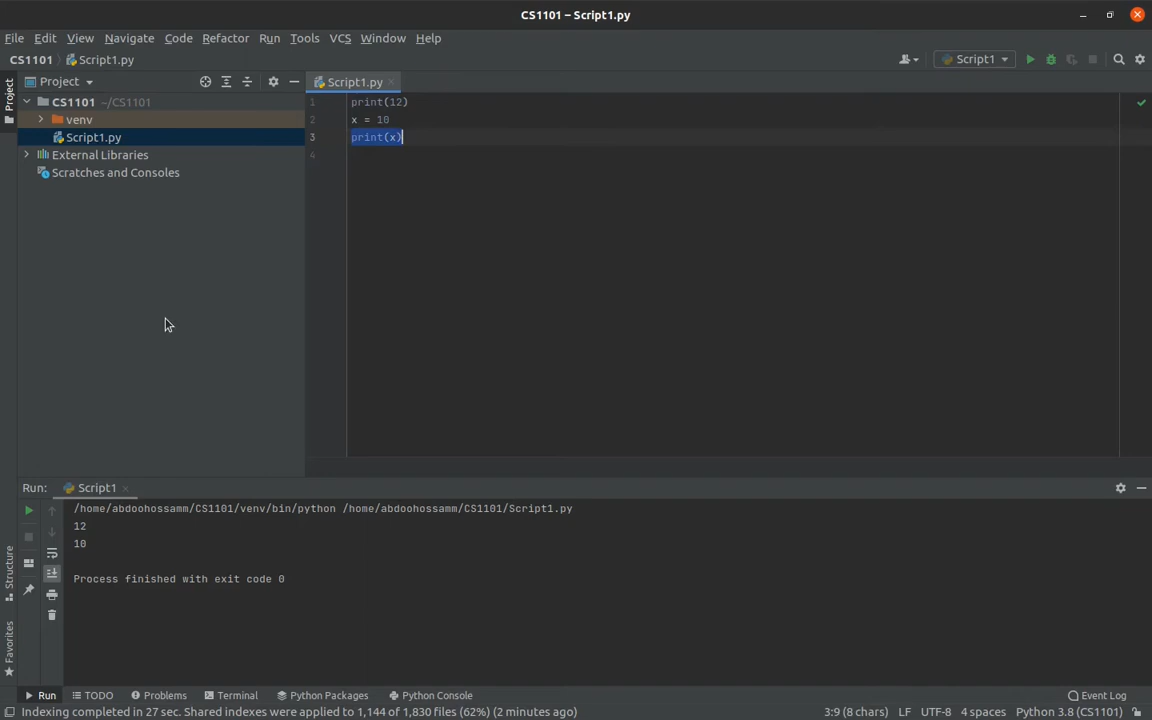 CS1101 – Script1.py
File Edit View Navigate Code Refactor Run Tools VCS Window Help
CS1101 Script1.py Script1
Project Project Script1.py
CS1101 ~/CS1101
venv
Script1.py
External Libraries
Scratches and Consoles
1 print(12)
2 x = 10
3 print(x)
4
Run: Script1
/home/abdoohossamm/CS1101/venv/bin/python /home/abdoohossamm/CS1101/Script1.py
12
10
Process finished with exit code 0
Structure
Favorites
Run TODO Problems Terminal Python Packages Python Console Event Log
Indexing completed in 27 sec. Shared indexes were applied to 1,144 of 1,830 files (62%) (2 minutes ago) 3:9 (8 chars) LF UTF-8 4 spaces Python 3.8 (CS1101)